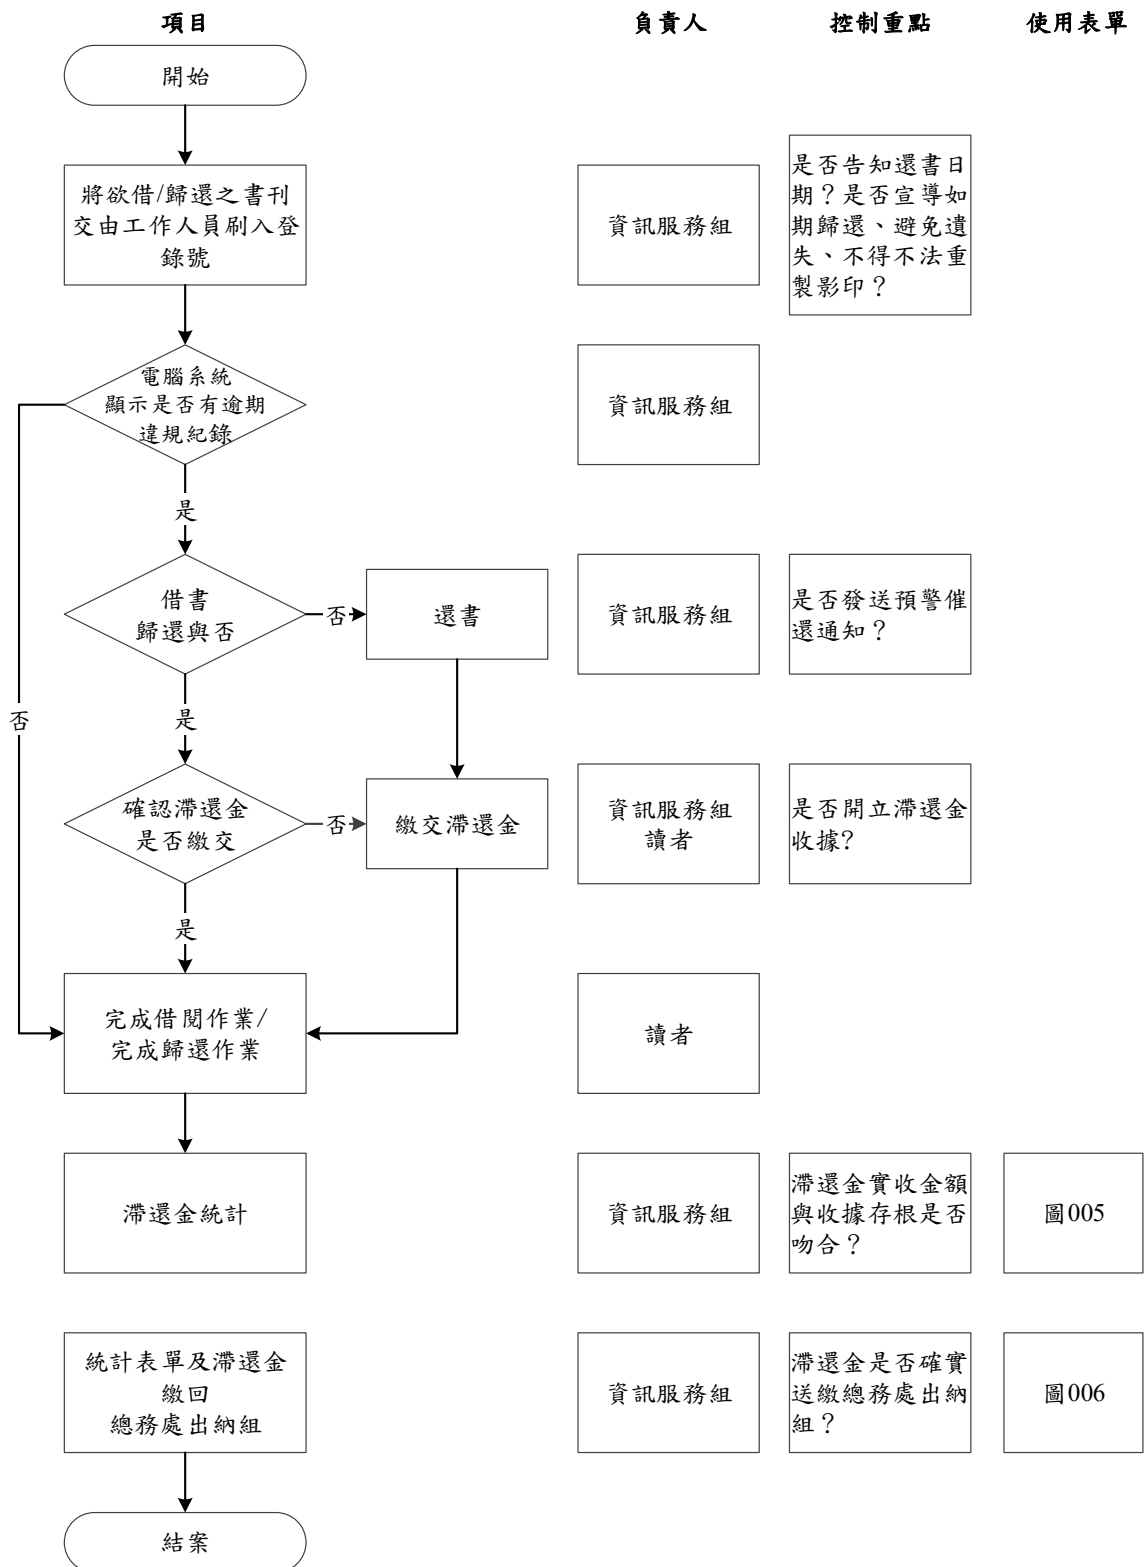 項目
負責人
控制重點
使用表單
開始
將欲借/歸還之書刊
交由工作人員刷入登
錄號
資訊服務組
是否告知還書日
期？是否宣導如
期歸還、避免遺
失、不得不法重
製影印？
電腦系統
顯示是否有逾期
違規紀錄
資訊服務組
是
借書
歸還與否
否
還書
資訊服務組
是否發送預警催
還通知？
否
是
確認滯還金
是否繳交
否
繳交滯還金
資訊服務組
讀者
是否開立滯還金
收據?
是
完成借閱作業/
完成歸還作業
讀者
滯還金統計
資訊服務組
滯還金實收金額
與收據存根是否
吻合？
圖005
統計表單及滯還金
繳回
總務處出納組
資訊服務組
滯還金是否確實
送繳總務處出納
組？
圖006
結案